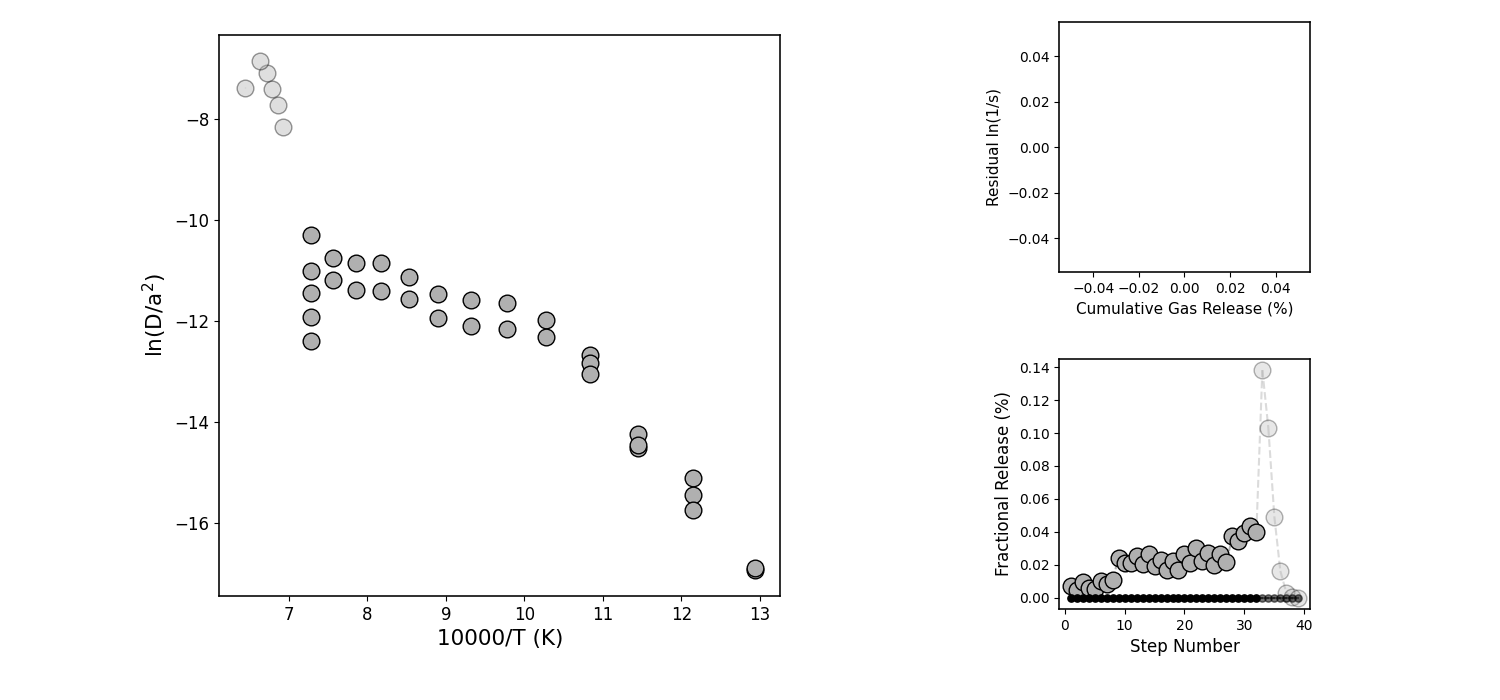 −8
−10
−12
−14
−16
ln(D/a²)
7 8 9 10 11 12 13
10000/T (K)
0.04
0.02
0.00
−0.02
−0.04
Residual ln(1/s)
−0.04 −0.02 0.00 0.02 0.04
Cumulative Gas Release (%)
0.14
0.12
0.10
0.08
0.06
0.04
0.02
0.00
Fractional Release (%)
0 10 20 30 40
Step Number